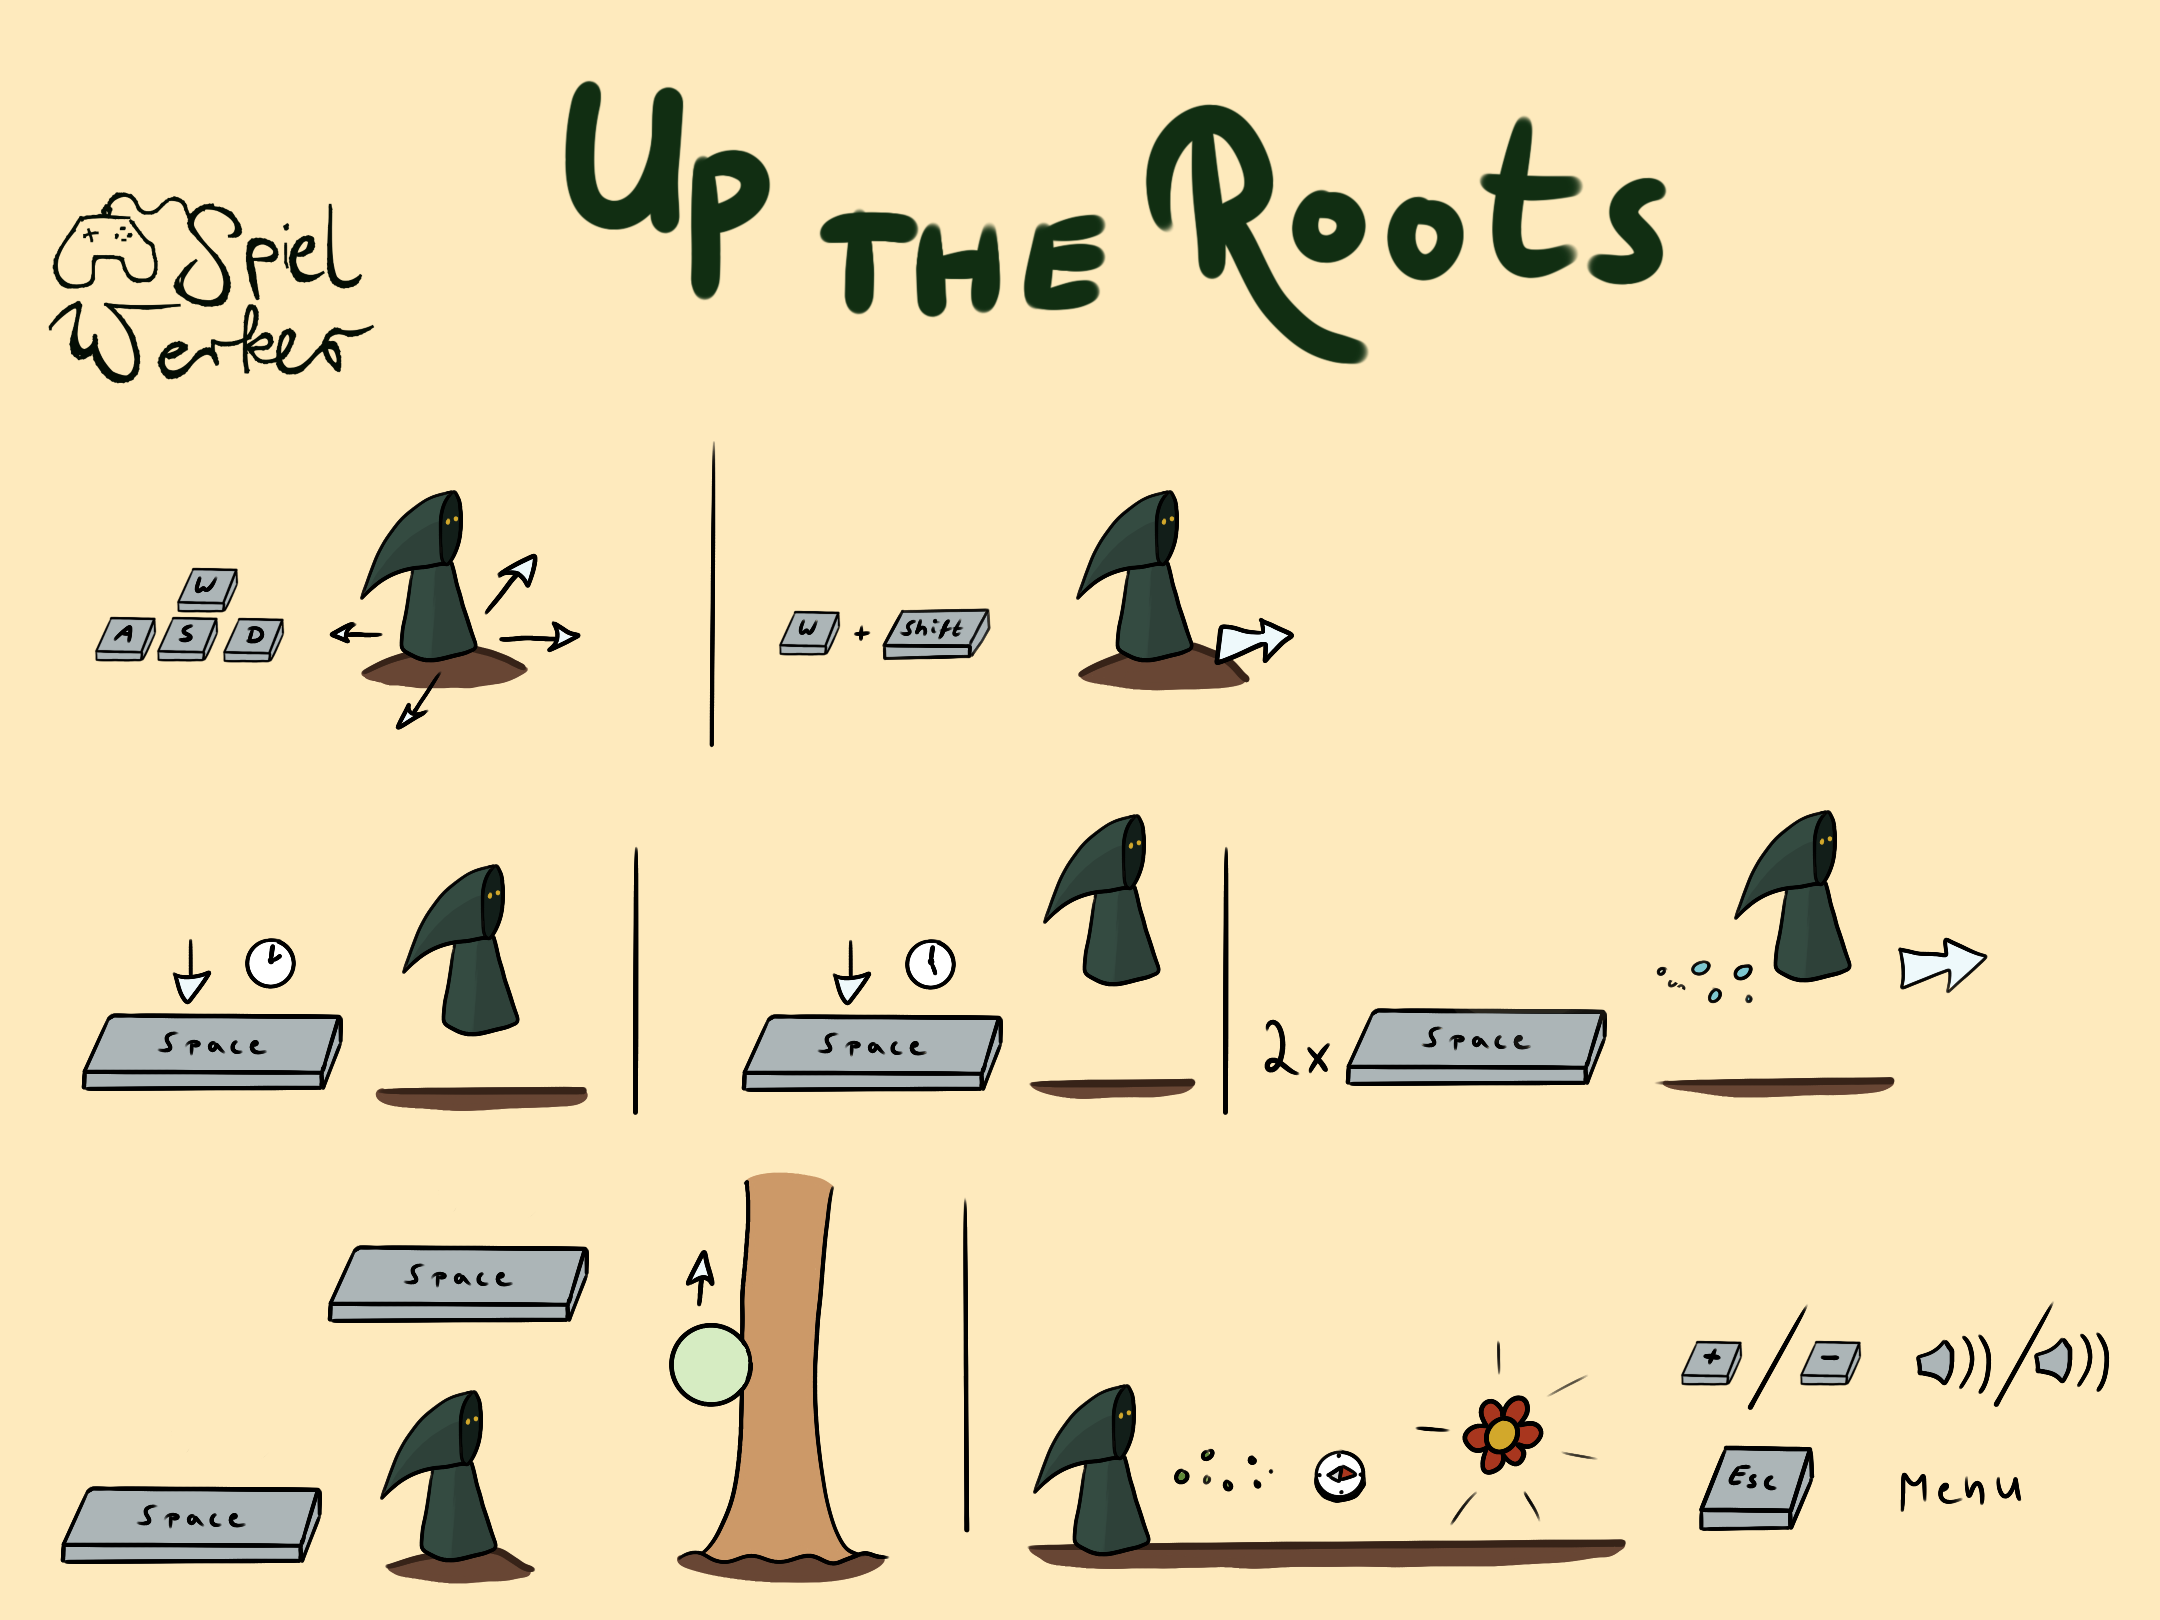 Up THE Roots
Spiel
Werker
W
A S D
W + Shift
Space
Space
2x Space
Space
Space
+ / -
Esc Menu